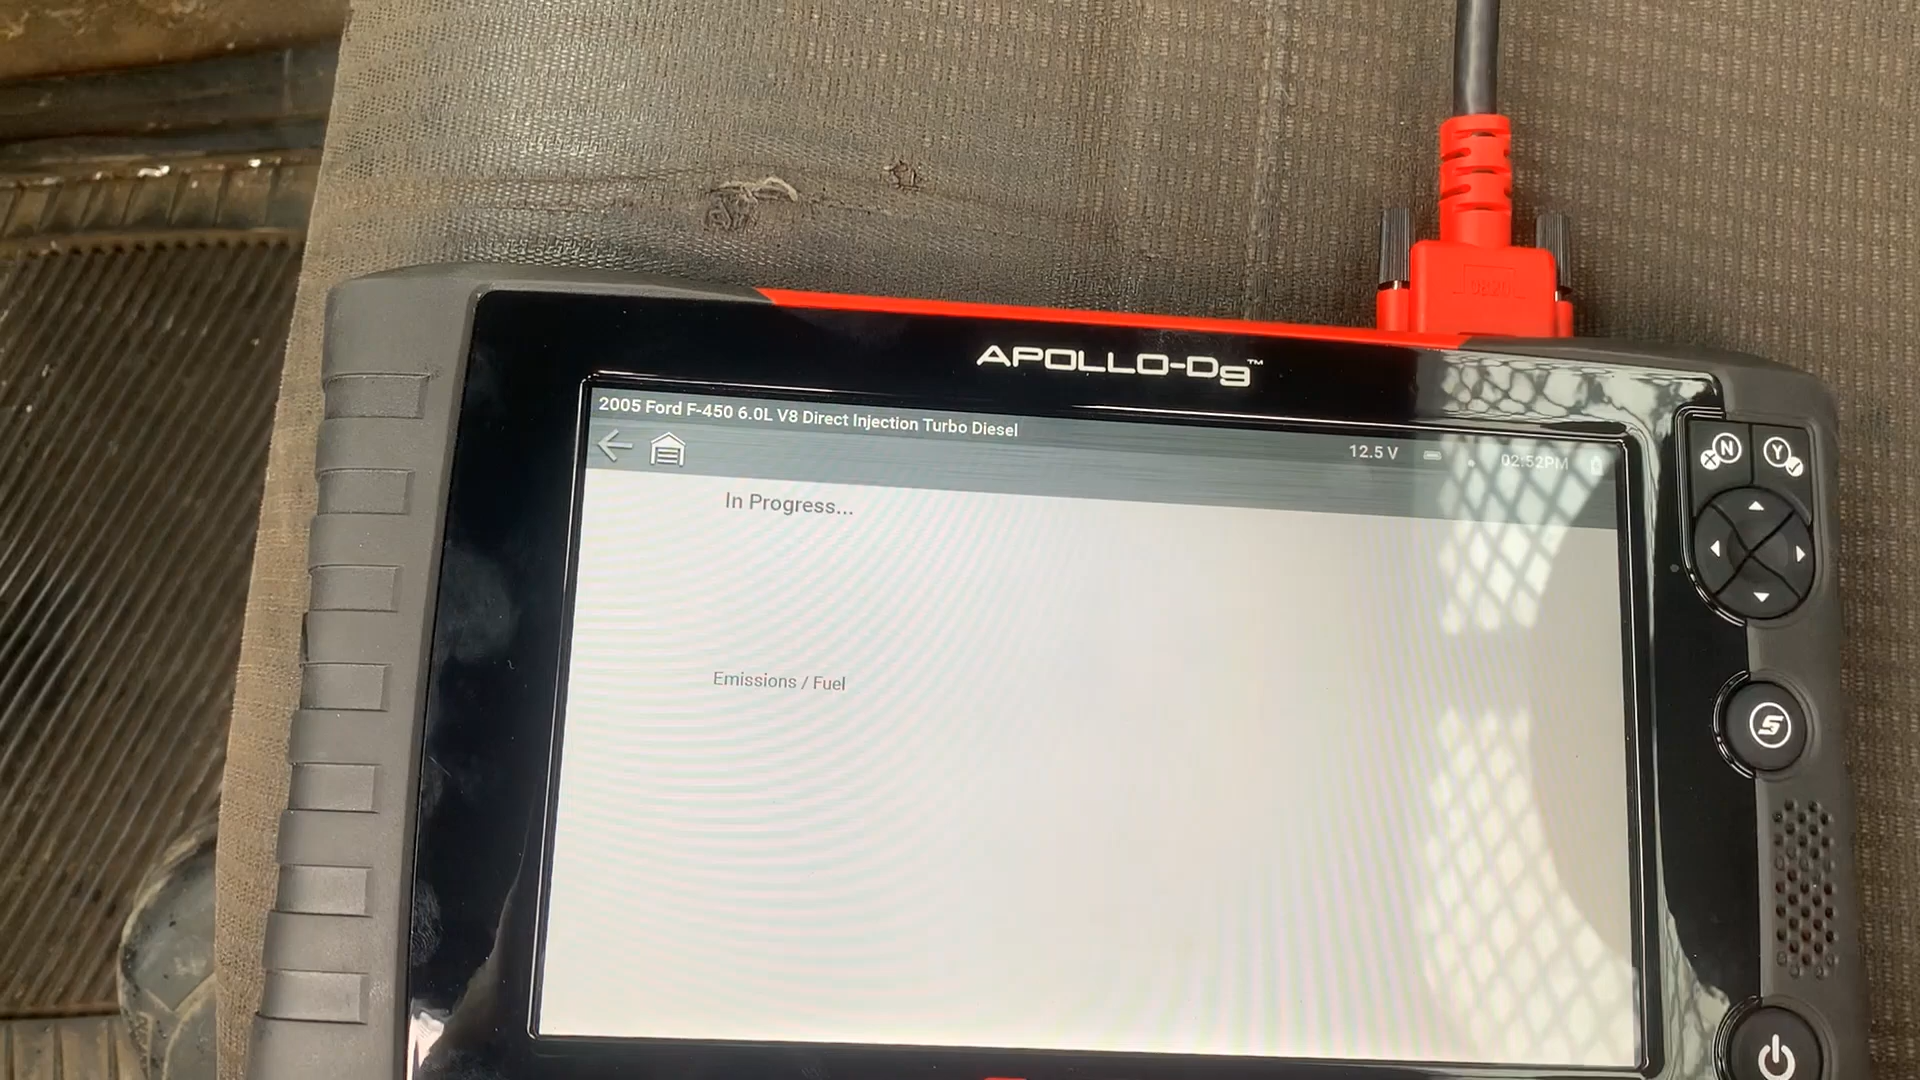 APOLLO-D9™
2005 Ford F-450 6.0L V8 Direct Injection Turbo Diesel
12.5 V
02:52PM
N
Y
In Progress...
Emissions / Fuel
S